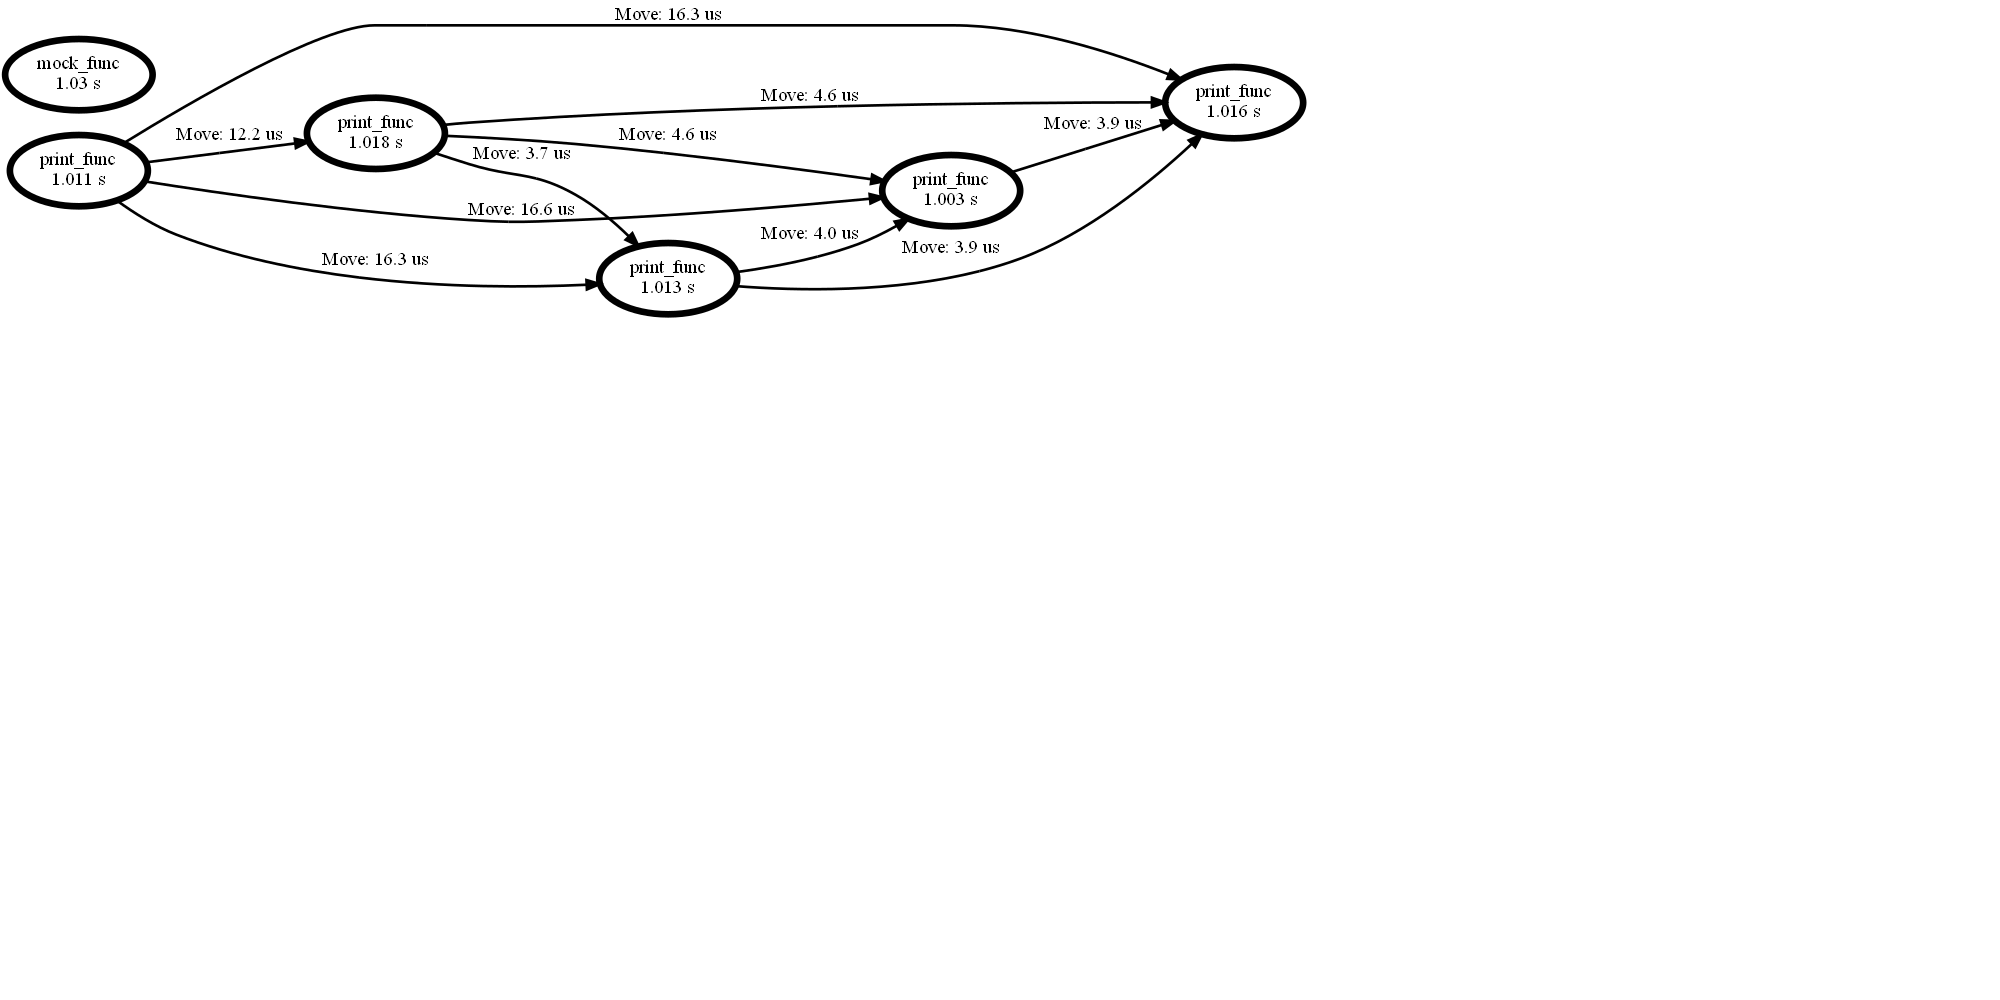 Move: 16.3 us
mock_func
1.03 s
print_func
1.016 s
Move: 4.6 us
print_func
1.018 s
Move: 12.2 us
Move: 4.6 us
Move: 3.9 us
print_func
1.011 s
Move: 3.7 us
print_func
1.003 s
Move: 16.6 us
Move: 4.0 us
Move: 3.9 us
Move: 16.3 us
print_func
1.013 s